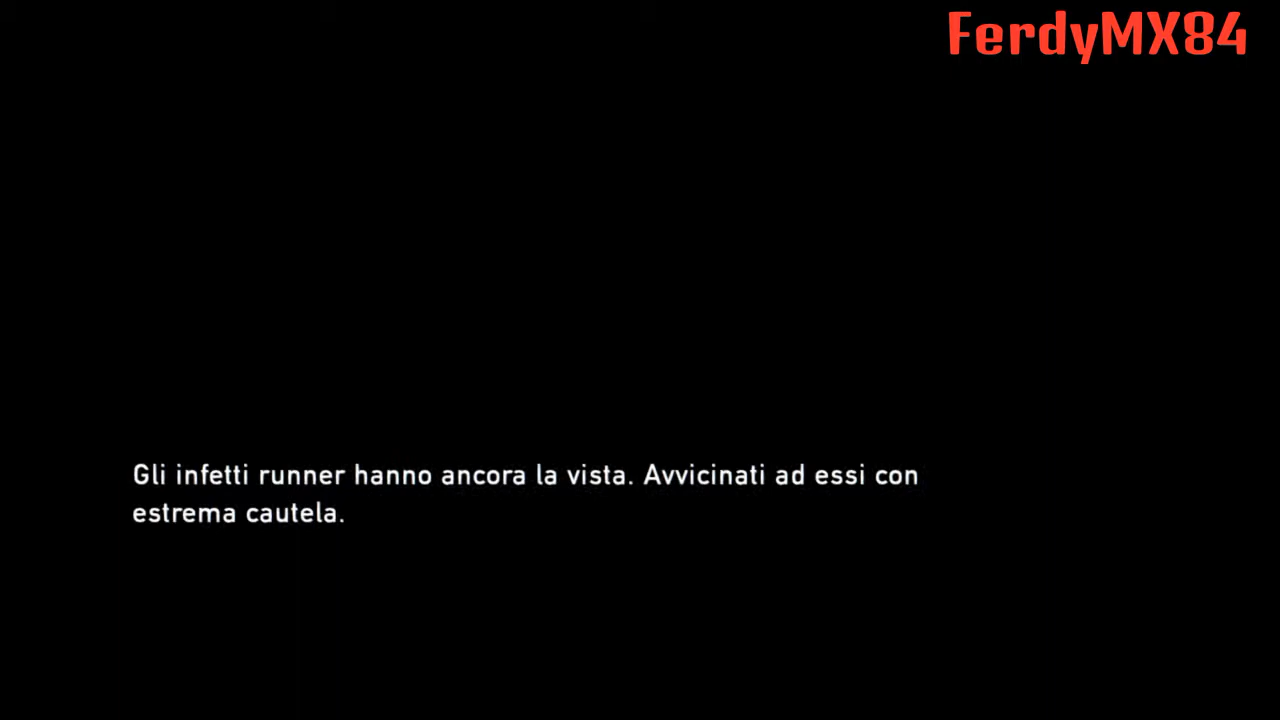 FerdyMX84
Gli infetti runner hanno ancora la vista. Avvicinati ad essi con
estrema cautela.